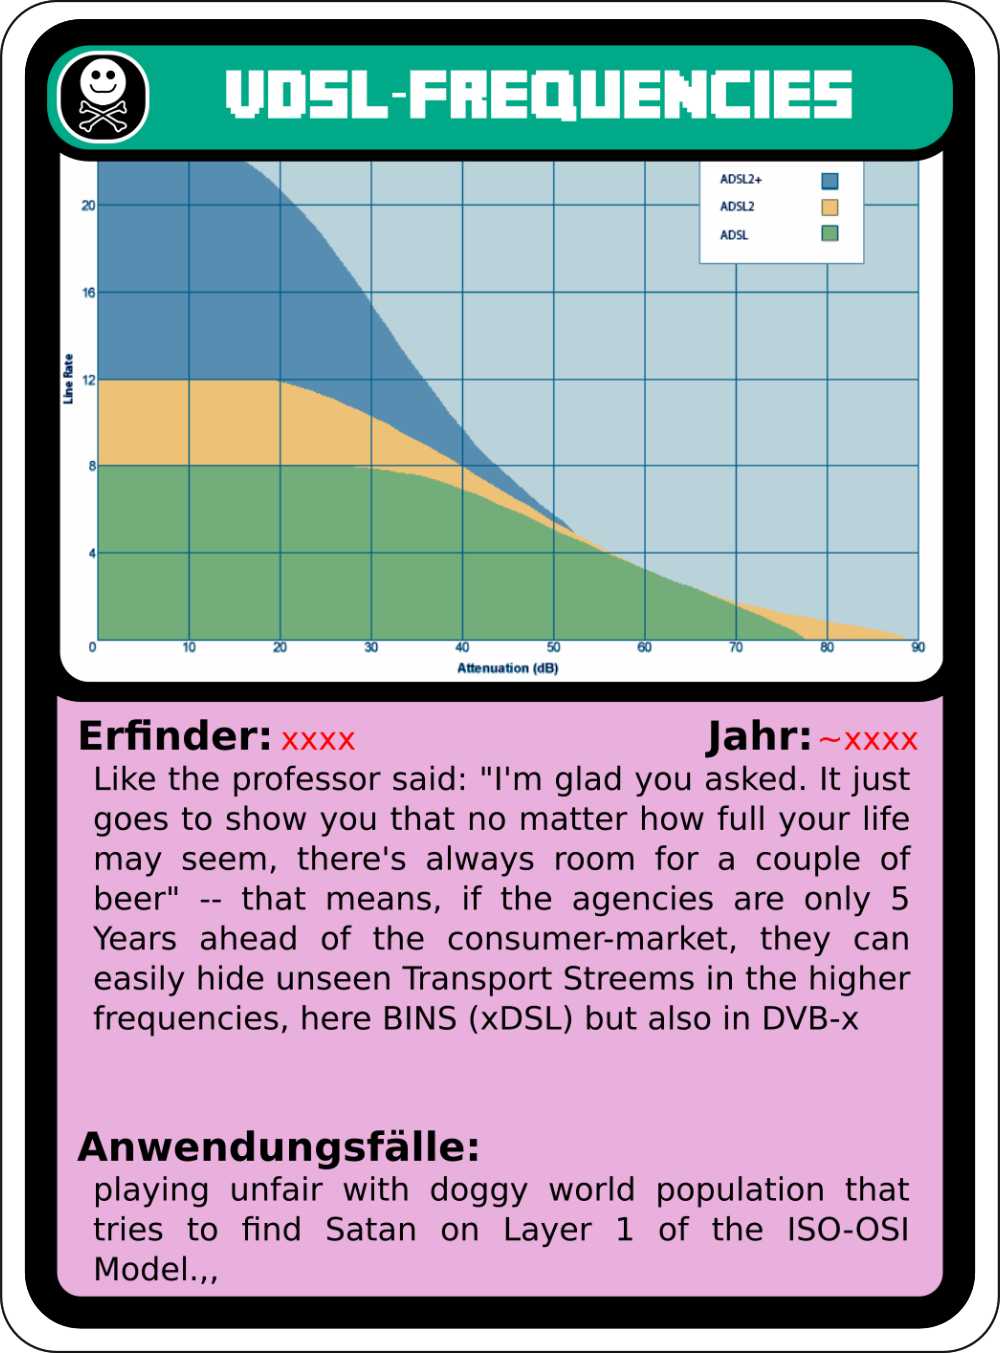 VDSL-FREQUENCIES
ADSL2+
ADSL2
ADSL
20
16
12
8
4
Line Rate
0 10 20 30 40 50 60 70 80 90
Attenuation (dB)
Erfinder: xxxx Jahr: ~xxxx
Like the professor said: "I'm glad you asked. It just
goes to show you that no matter how full your life
may seem, there's always room for a couple of
beer" -- that means, if the agencies are only 5
Years ahead of the consumer-market, they can
easily hide unseen Transport Streems in the higher
frequencies, here BINS (xDSL) but also in DVB-x
Anwendungsfälle:
playing unfair with doggy world population that
tries to find Satan on Layer 1 of the ISO-OSI
Model.,,